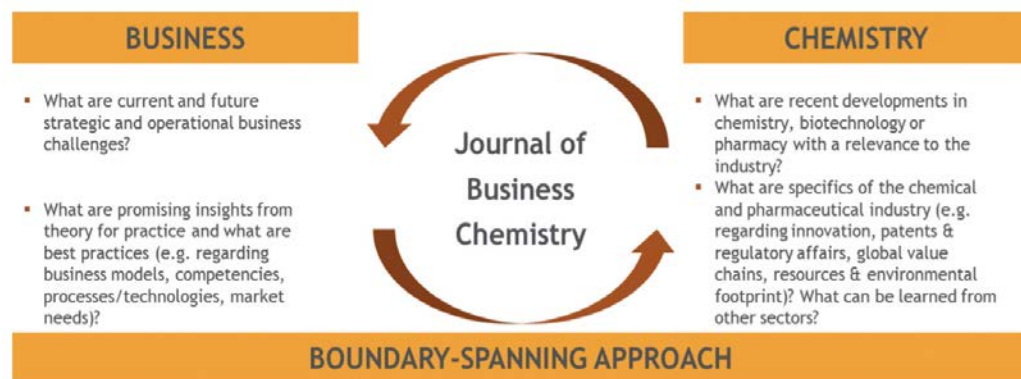 BUSINESS
▪ What are current and future
strategic and operational business
challenges?
▪ What are promising insights from
theory for practice and what are
best practices (e.g. regarding
business models, competencies,
processes/technologies, market
needs)?
Journal of
Business
Chemistry
CHEMISTRY
▪ What are recent developments in
chemistry, biotechnology or
pharmacy with a relevance to the
industry?
▪ What are specifics of the chemical
and pharmaceutical industry (e.g.
regarding innovation, patents &
regulatory affairs, global value
chains, resources & environmental
footprint)? What can be learned from
other sectors?
BOUNDARY-SPANNING APPROACH